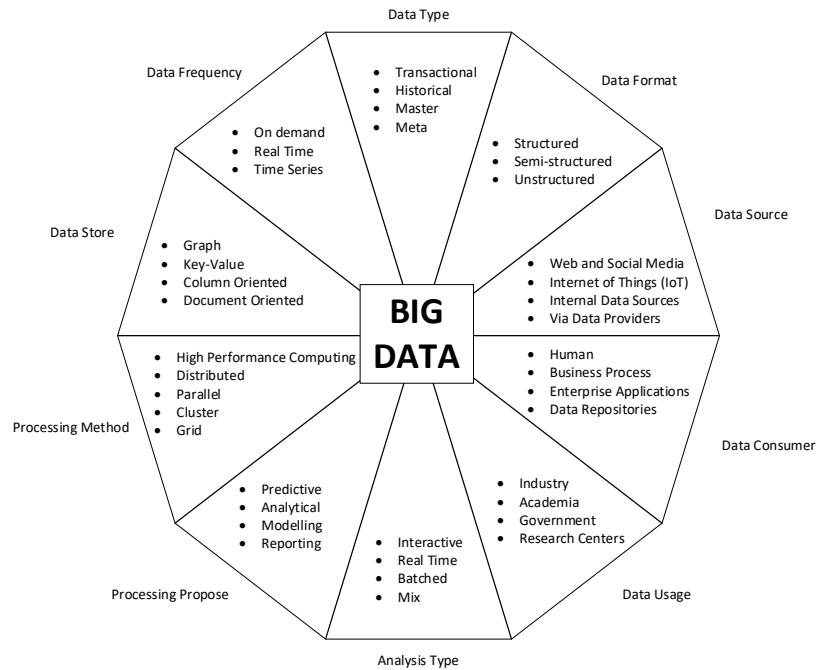 Data Type
• Transactional
• Historical
• Master
• Meta
Data Format
• Structured
• Semi-structured
• Unstructured
Data Source
• Web and Social Media
• Internet of Things (IoT)
• Internal Data Sources
• Via Data Providers
Data Consumer
• Human
• Business Process
• Enterprise Applications
• Data Repositories
Data Usage
• Industry
• Academia
• Government
• Research Centers
Analysis Type
• Interactive
• Real Time
• Batched
• Mix
Processing Propose
• Predictive
• Analytical
• Modelling
• Reporting
Processing Method
• High Performance Computing
• Distributed
• Parallel
• Cluster
• Grid
Data Store
• Graph
• Key-Value
• Column Oriented
• Document Oriented
Data Frequency
• On demand
• Real Time
• Time Series
BIG
DATA